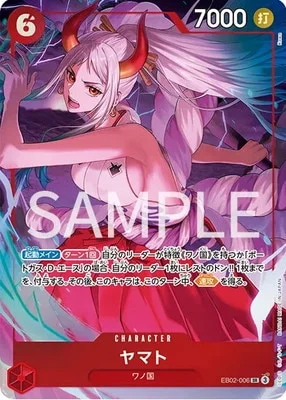 6
7000
打
SAMPLE
起動メイン ターン1回 自分のリーダーが特徴《ワノ国》を持つか「ポー
トガス・D・エース」の場合、自分のリーダー1枚にレストのドン!!1枚まで
を、付与する。その後、このキャラは、このターン中、速攻を得る。
CHARACTER
ヤマト
ワノ国
EB02-006 SR 3